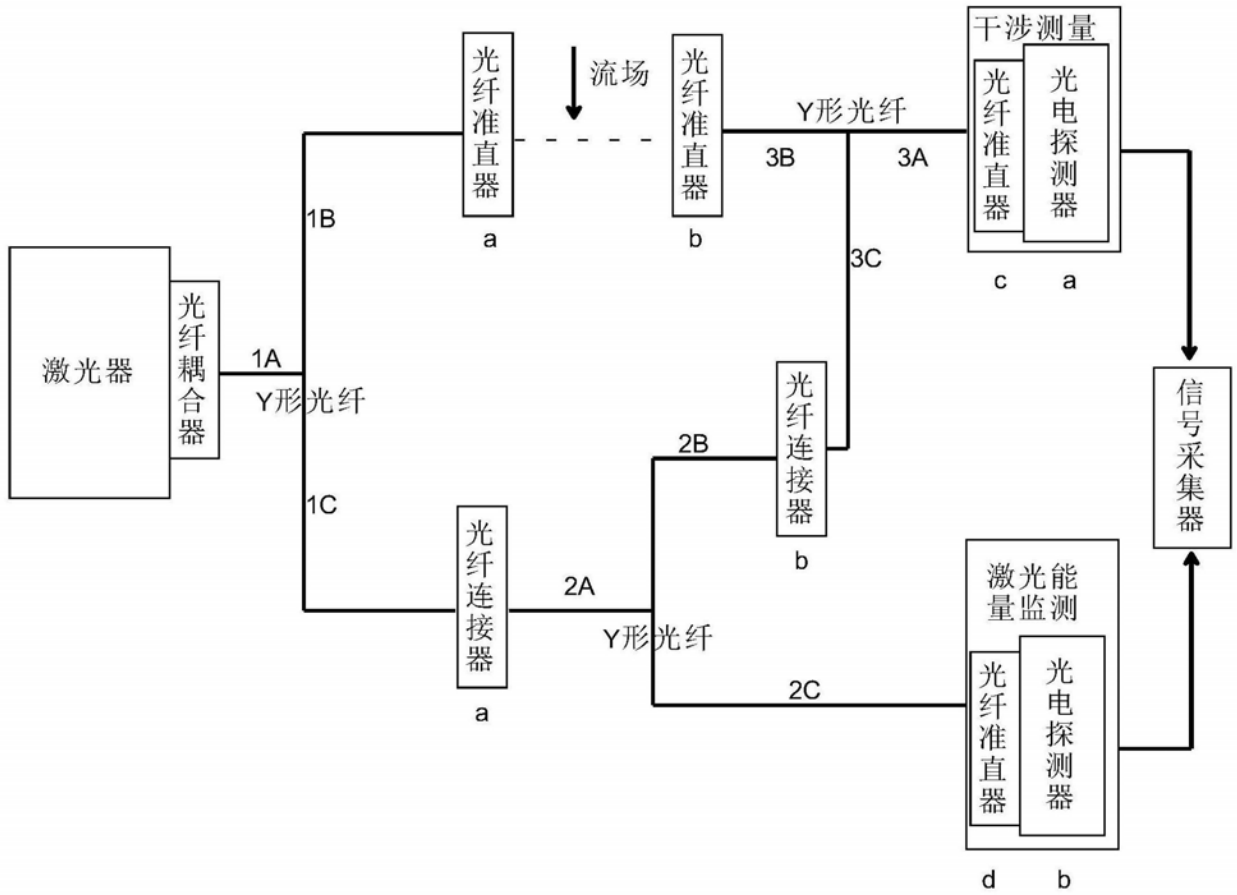 干涉测量
光纤准直器
流场
光纤准直器
光纤准直器
光电探测器
Y形光纤
3B
3A
1B
a
b
3C
c
a
激光器
光纤耦合器
1A
Y形光纤
光纤连接器
信号采集器
2B
1C
光纤连接器
b
2A
激光能
量监测
Y形光纤
光纤准直器
光电探测器
2C
a
d
b